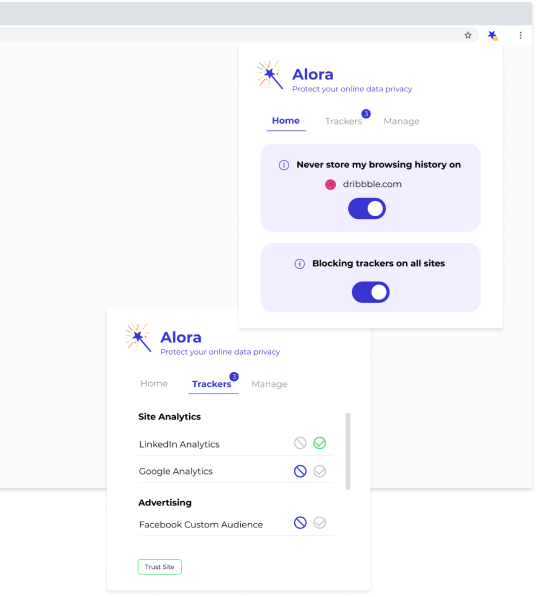 Alora
Protect your online data privacy
Home
Trackers
3
Manage
Never store my browsing history on
dribbble.com
Blocking trackers on all sites
Alora
Protect your online data privacy
Home
Trackers
3
Manage
Site Analytics
LinkedIn Analytics
Google Analytics
Advertising
Facebook Custom Audience
Trust Site